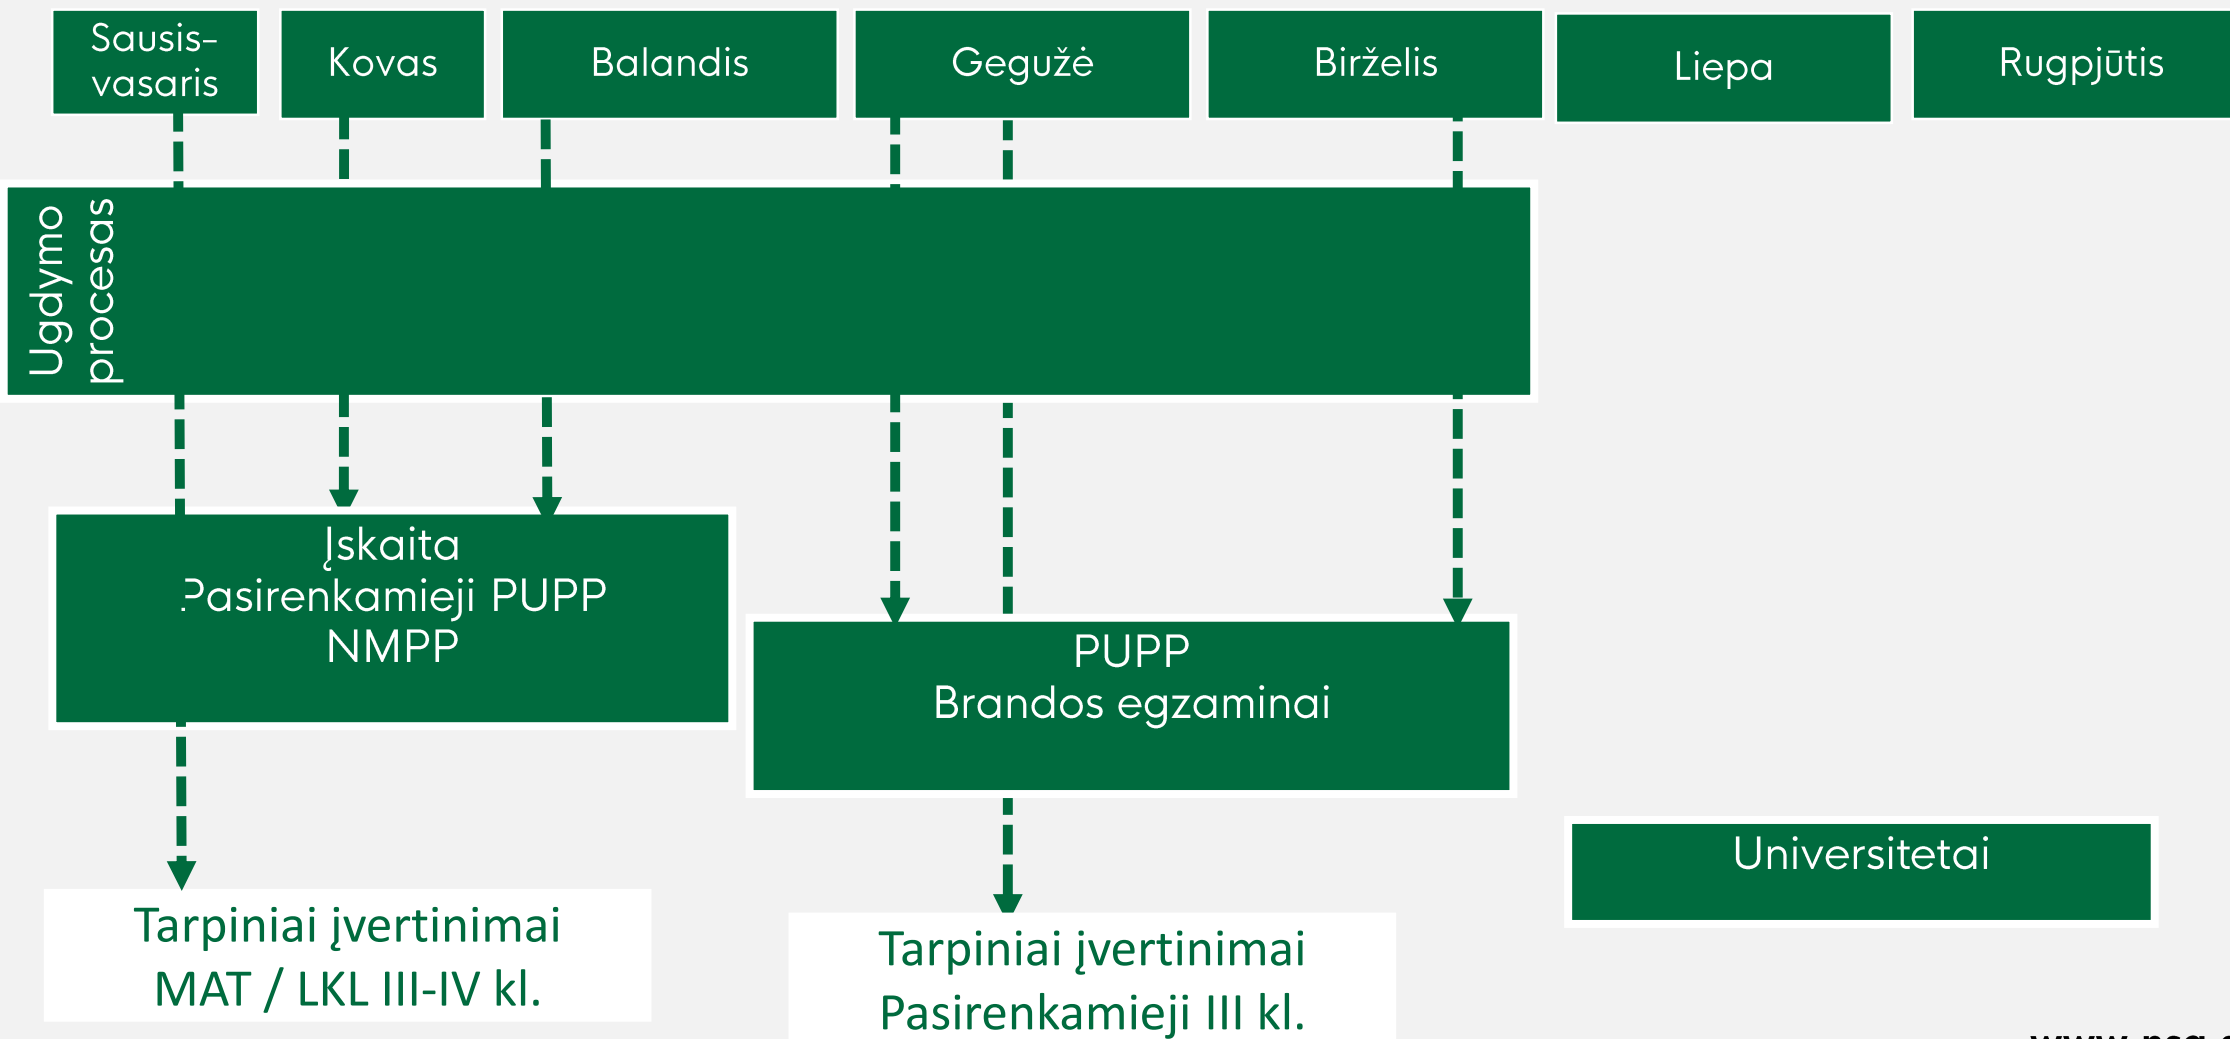 Sausis–
vasaris
Kovas
Balandis
Gegužė
Birželis
Liepa
Rugpjūtis
Ugdymo
procesas
Įskaita
Pasirenkamieji PUPP
NMPP
PUPP
Brandos egzaminai
Universitetai
Tarpiniai įvertinimai
MAT / LKL III-IV kl.
Tarpiniai įvertinimai
Pasirenkamieji III kl.